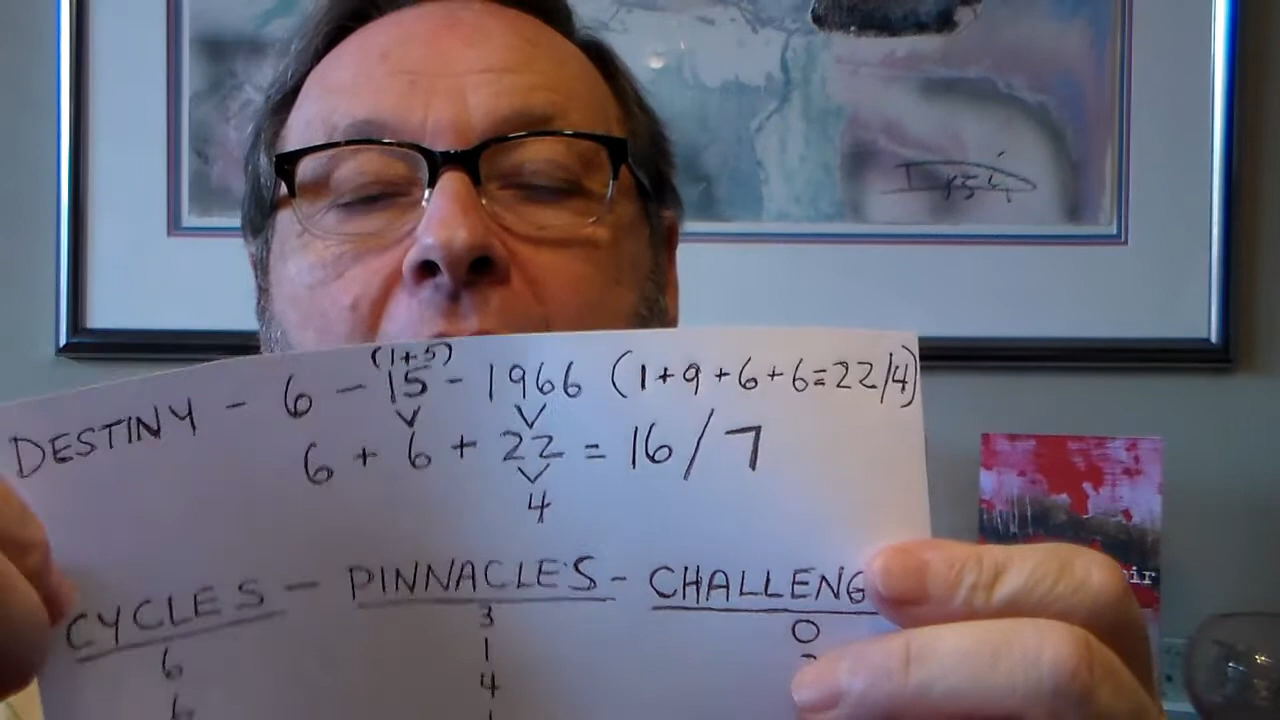 (1+5)
DESTINY - 6 - 15 - 1966 (1+9+6+6=22/4)
6 + 6 + 22 = 16/7
4
CYCLES - PINNACLES - CHALLENG
6 3 0
1
6 4